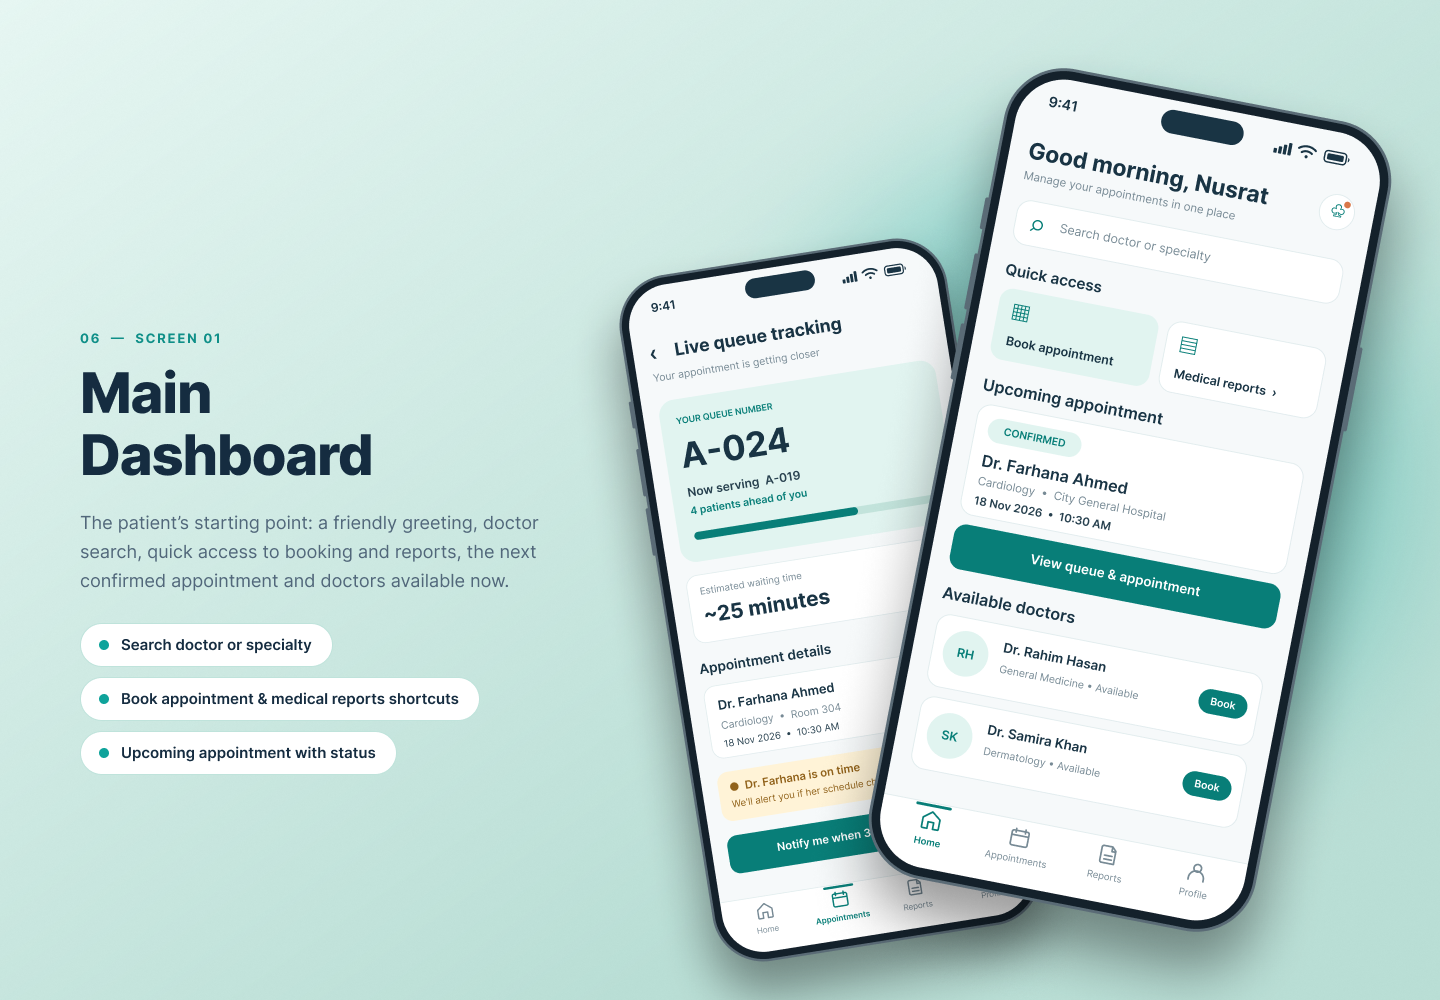 06 — SCREEN 01
Main
Dashboard
The patient’s starting point: a friendly greeting, doctor
search, quick access to booking and reports, the next
confirmed appointment and doctors available now.
Search doctor or specialty
Book appointment & medical reports shortcuts
Upcoming appointment with status
9:41
‹ Live queue tracking
Your appointment is getting closer
YOUR QUEUE NUMBER
A-024
Now serving A-019
4 patients ahead of you
Estimated waiting time
~25 minutes
Appointment details
Dr. Farhana Ahmed
Cardiology • Room 304
18 Nov 2026 • 10:30 AM
Dr. Farhana is on time
We'll alert you if her schedule
Notify me when 3
Home
Appointments
Reports
9:41
Good morning, Nusrat
Manage your appointments in one place
Search doctor or specialty
Quick access
Book appointment
Medical reports ›
Upcoming appointment
CONFIRMED
Dr. Farhana Ahmed
Cardiology • City General Hospital
18 Nov 2026 • 10:30 AM
View queue & appointment
Available doctors
RH
Dr. Rahim Hasan
General Medicine • Available
Book
SK
Dr. Samira Khan
Dermatology • Available
Book
Home
Appointments
Reports
Profile